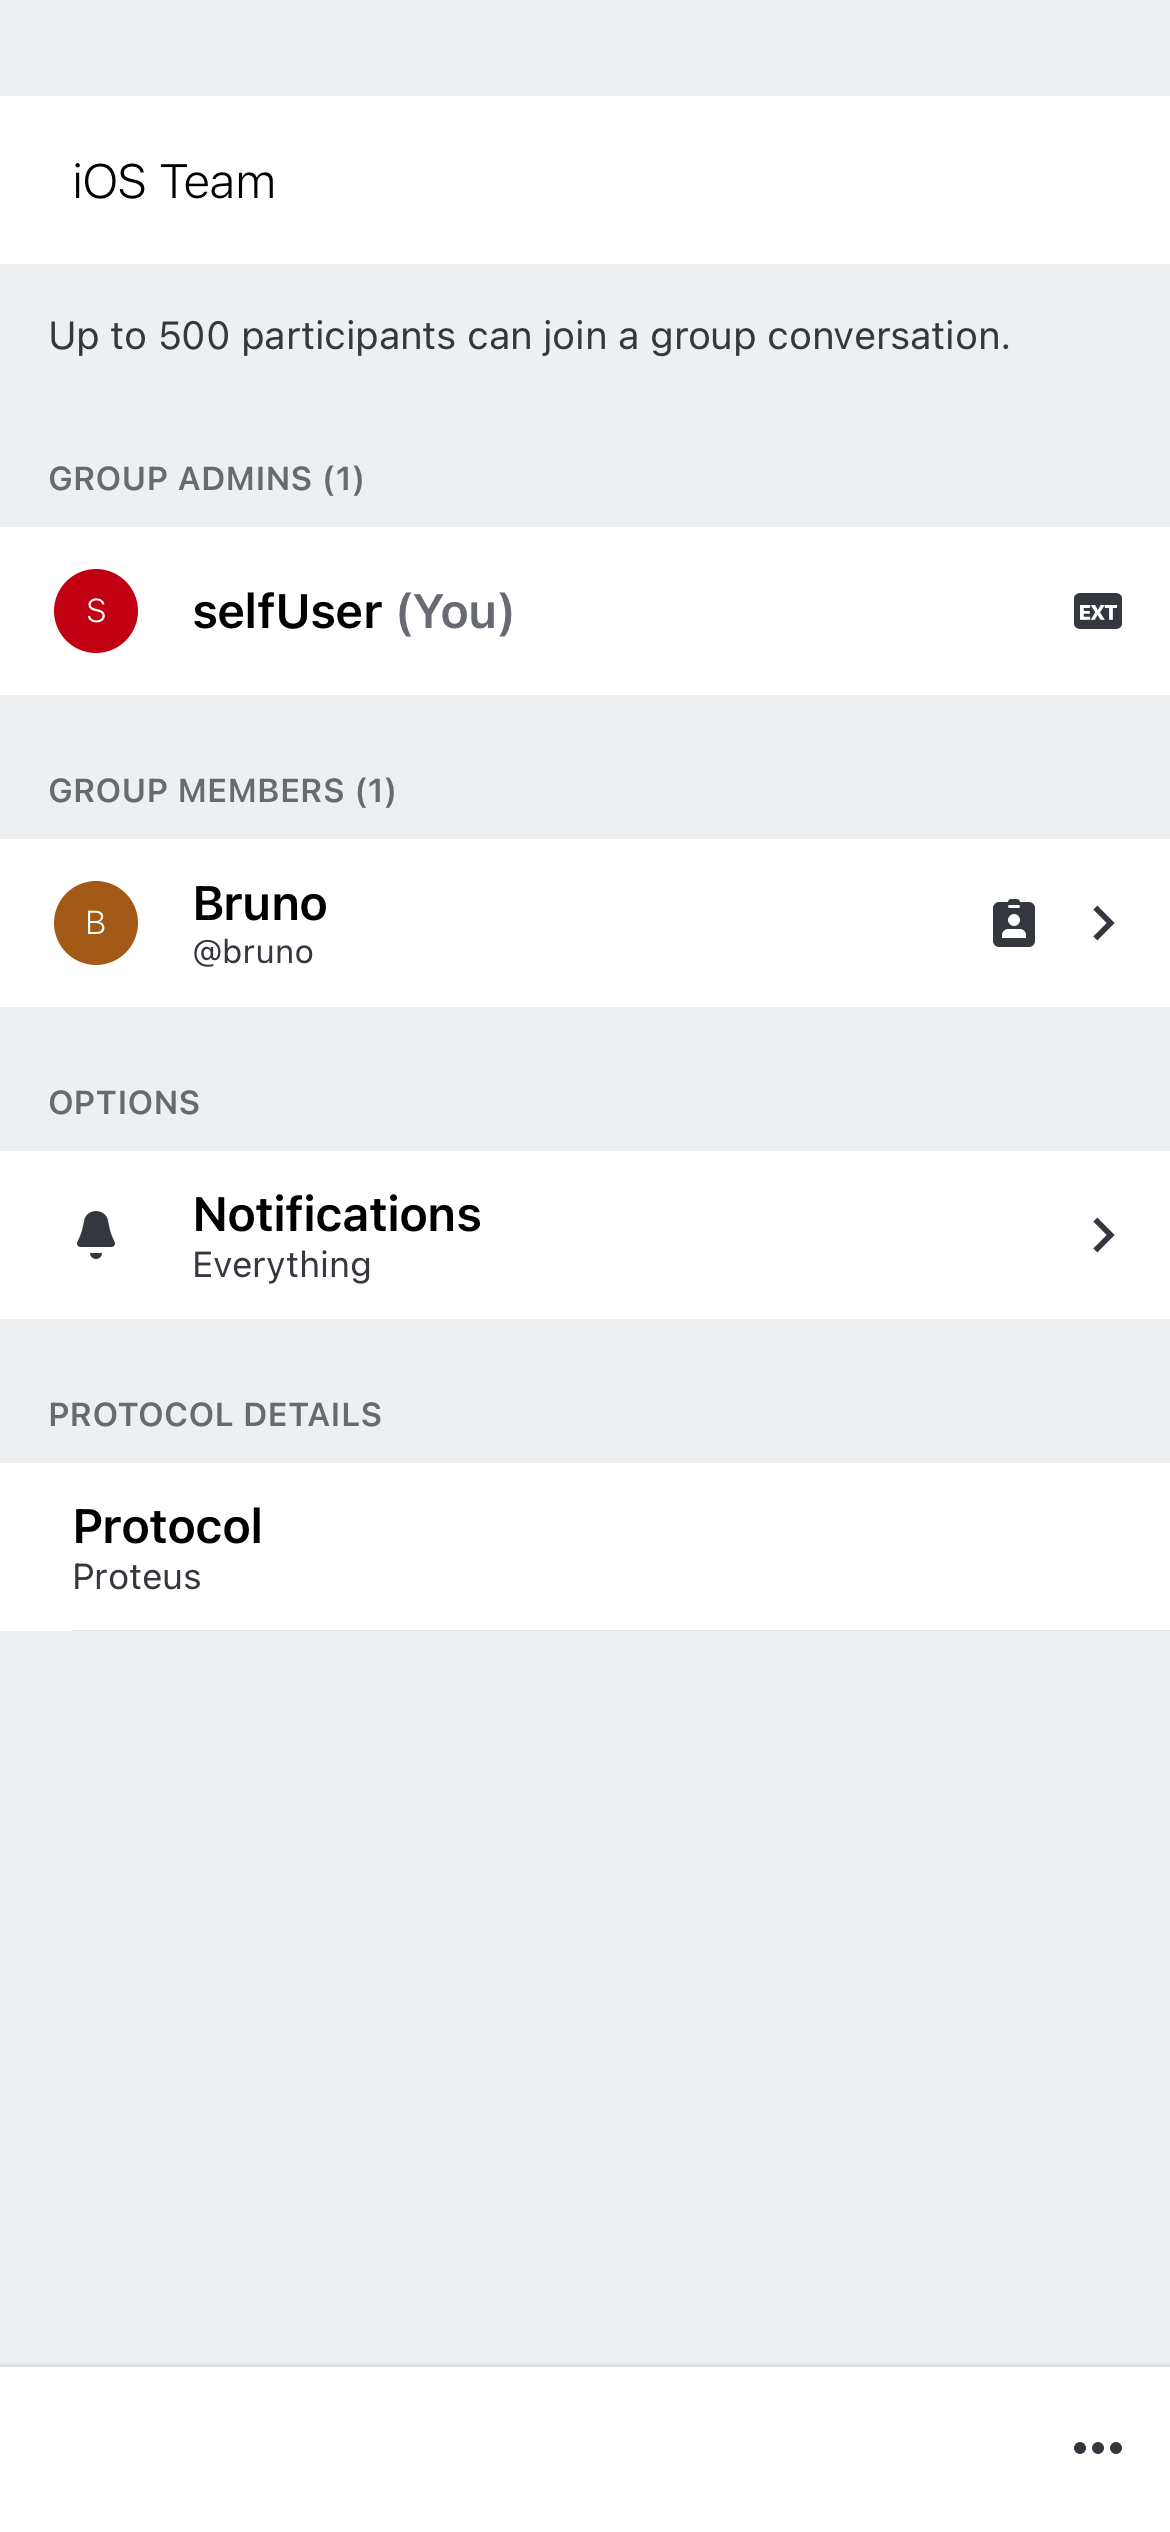 iOS Team
Up to 500 participants can join a group conversation.
GROUP ADMINS (1)
S
selfUser (You)
EXT
GROUP MEMBERS (1)
B
Bruno
@bruno
OPTIONS
Notifications
Everything
PROTOCOL DETAILS
Protocol
Proteus